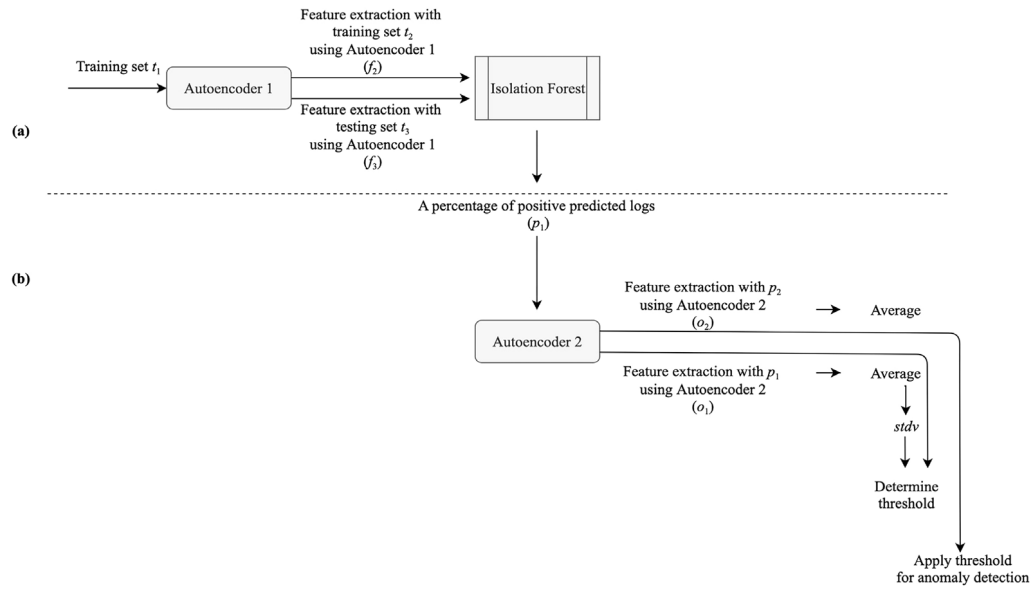 Feature extraction with
training set t₂
using Autoencoder 1
(f₂)
Training set t₁
Autoencoder 1
Isolation Forest
Feature extraction with
testing set t₃
using Autoencoder 1
(f₃)
(a)
A percentage of positive predicted logs
(p₁)
(b)
Feature extraction with p₂
using Autoencoder 2
(o₂)
Average
Autoencoder 2
Feature extraction with p₁
using Autoencoder 2
(o₁)
Average
stdv
Determine
threshold
Apply threshold
for anomaly detection